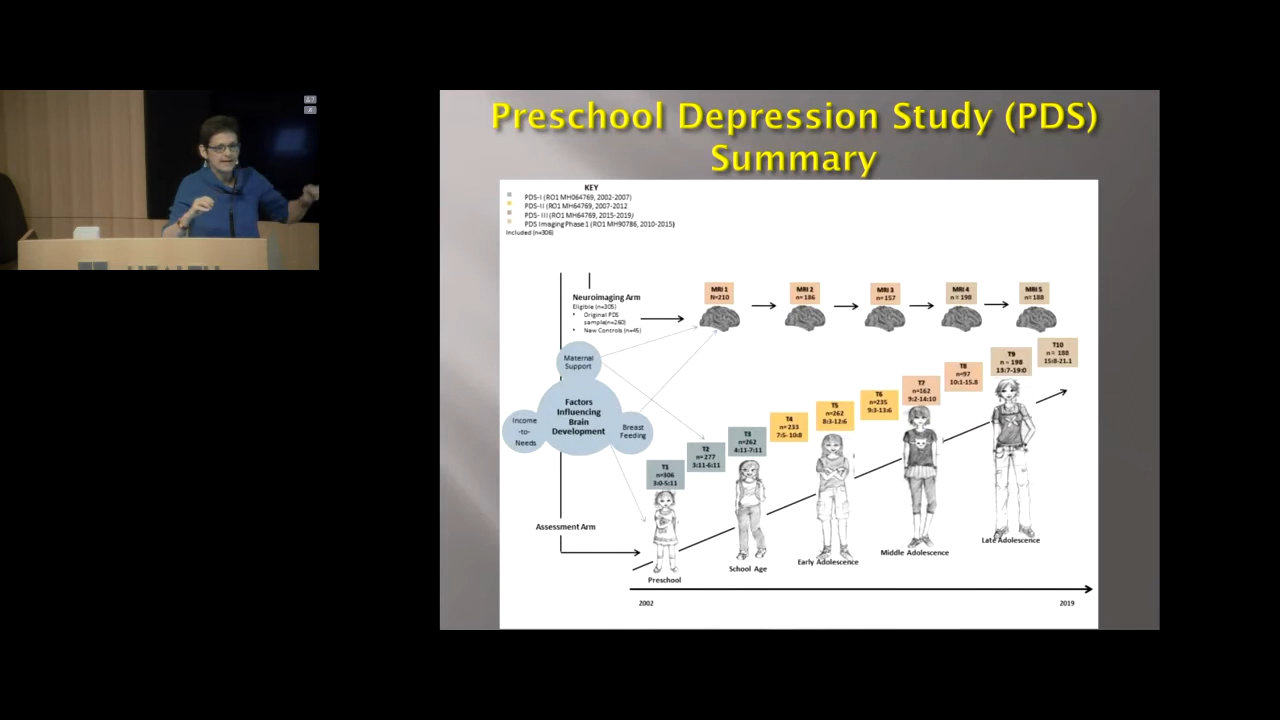 Preschool Depression Study (PDS)
Summary
KEY
PDS-I (RO1 MH064769, 2002-2007)
PDS-II (RO1 MH64769, 2007-2012
PDS- III (RO1 MH64769, 2015-2019)
PDS Imaging Phase 1 (RO1 MH90786, 2010-2015)
Included (n=306)
Neuroimaging Arm
Eligible (n=305)
• Original PDS
sample(n=260)
• New Controls (n=45)
MRI 1
N=210
MRI 2
n= 186
MRI 3
n= 157
MRI 4
n ≈ 198
MRI 5
n≈ 188
Maternal
Support
Factors
Influencing
Brain
Development
Income
-to-
Needs
Breast
Feeding
T1
n=306
3:0-5:11
T2
n= 277
3:11-6:11
T3
n=262
4:11-7:11
T4
n= 233
7:5- 10:8
T5
n=262
8:3-12:6
T6
n=235
9:3-13:6
T7
n=162
9:2-14:10
T8
n=97
10:1-15.8
T9
n ≈ 198
13:7-19:0
T10
n ≈ 188
15:8-21.1
Assessment Arm
Preschool
School Age
Early Adolescence
Middle Adolescence
Late Adolescence
2002
2019